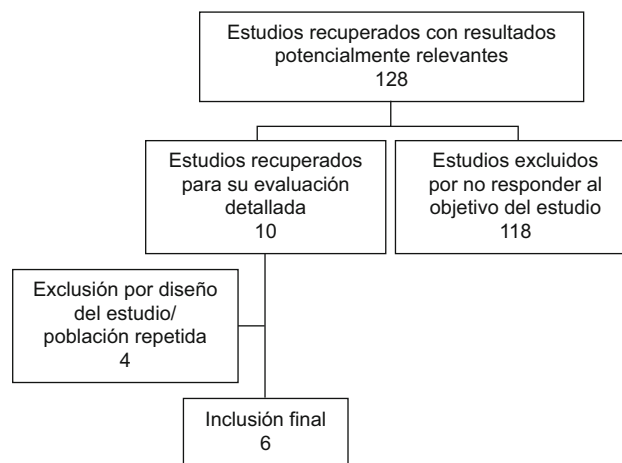 Estudios recuperados con resultados
potencialmente relevantes
128
Estudios recuperados
para su evaluación
detallada
10
Estudios excluidos
por no responder al
objetivo del estudio
118
Exclusión por diseño
del estudio/
población repetida
4
Inclusión final
6